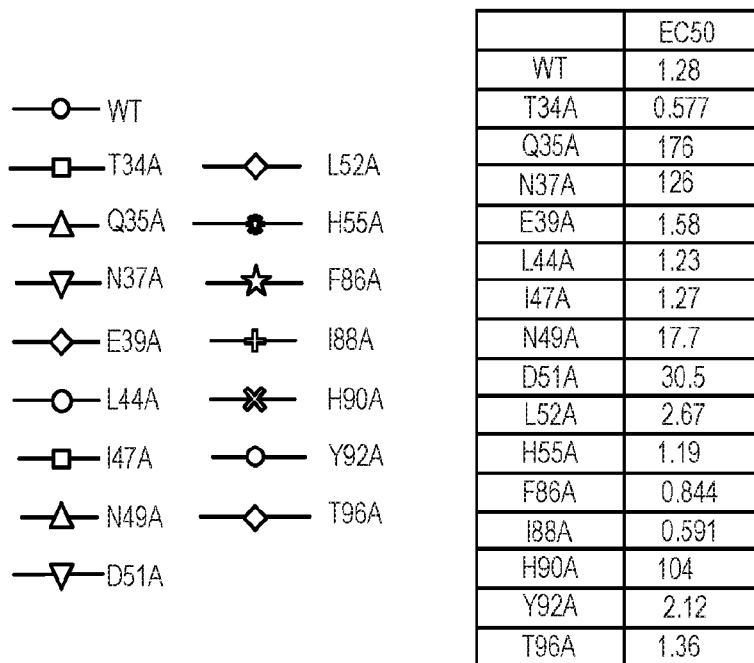 WT
T34A
Q35A
N37A
E39A
L44A
I47A
N49A
D51A
L52A
H55A
F86A
I88A
H90A
Y92A
T96A
EC50
WT 1.28
T34A 0.577
Q35A 176
N37A 126
E39A 1.58
L44A 1.23
I47A 1.27
N49A 17.7
D51A 30.5
L52A 2.67
H55A 1.19
F86A 0.844
I88A 0.591
H90A 104
Y92A 2.12
T96A 1.36